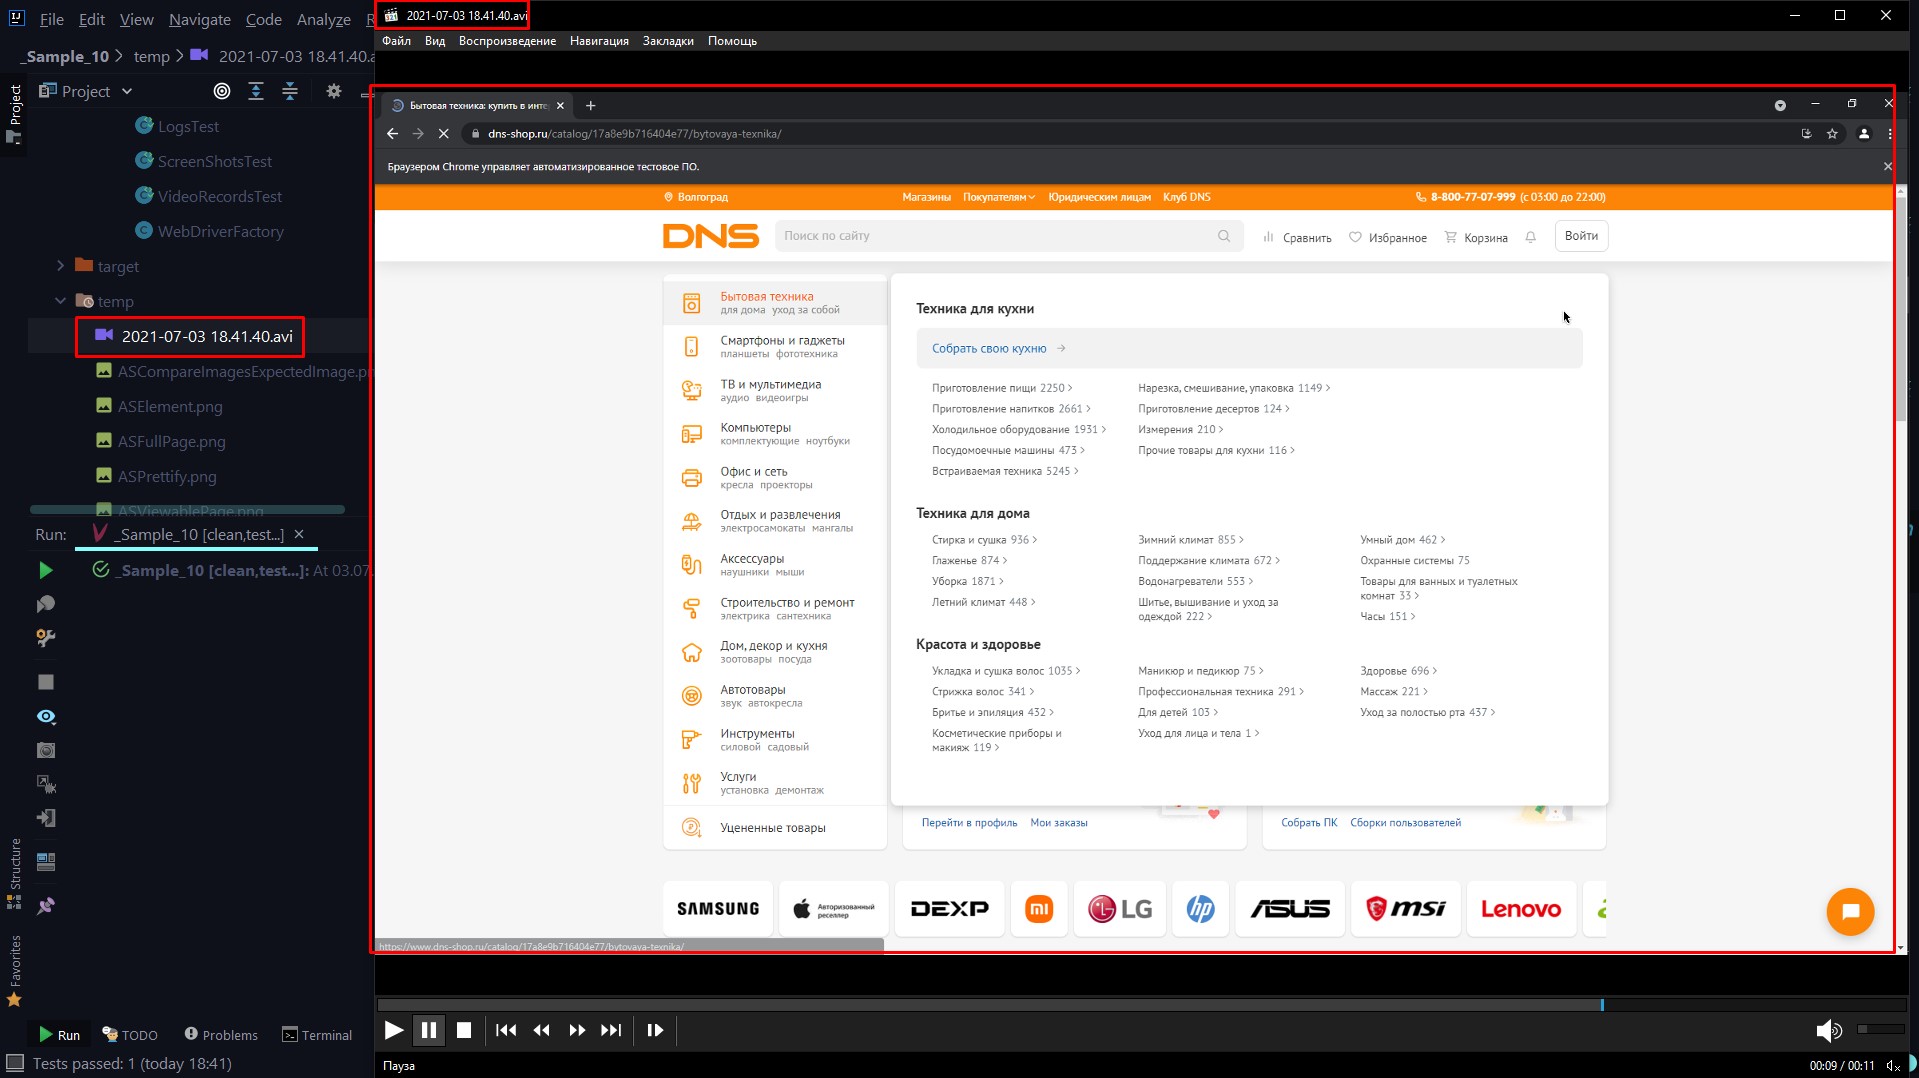 File Edit View Navigate Code Analyze
_Sample_10 temp 2021-07-03 18.41.40.a
Project
Project
LogsTest
ScreenShotsTest
VideoRecordsTest
WebDriverFactory
target
temp
2021-07-03 18.41.40.avi
ASCompareImagesExpectedImage.pn
ASElement.png
ASFullPage.png
ASPrettify.png
ASViewablePage.png
Run: _Sample_10 [clean,test...]
_Sample_10 [clean,test...]: At 03.07.
Structure
Favorites
Run TODO Problems Terminal
Tests passed: 1 (today 18:41)
2021-07-03 18.41.40.avi
Файл Вид Воспроизведение Навигация Закладки Помощь
Бытовая техника: купить в инте
dns-shop.ru/catalog/17a8e9b716404e77/bytovaya-texnika/
Браузером Chrome управляет автоматизированное тестовое ПО.
Волгоград Магазины Покупателям Юридическим лицам Клуб DNS 8-800-77-07-999 (с 03:00 до 22:00)
DNS Поиск по сайту Сравнить Избранное Корзина Войти
Бытовая техника
для дома уход за собой
Смартфоны и гаджеты
планшеты фототехника
ТВ и мультимедиа
аудио видеоигры
Компьютеры
комплектующие ноутбуки
Офис и сеть
кресла проекторы
Отдых и развлечения
электросамокаты мангалы
Аксессуары
наушники мыши
Строительство и ремонт
электрика сантехника
Дом, декор и кухня
зоотовары посуда
Автотовары
звук автокресла
Инструменты
силовой садовый
Услуги
установка демонтаж
Уцененные товары
Техника для кухни
Собрать свою кухню
Приготовление пищи 2250 Нарезка, смешивание, упаковка 1149
Приготовление напитков 2661 Приготовление десертов 124
Холодильное оборудование 1931 Измерения 210
Посудомоечные машины 473 Прочие товары для кухни 116
Встраиваемая техника 5245
Техника для дома
Стирка и сушка 936 Зимний климат 855 Умный дом 462
Глаженье 874 Поддержание климата 672 Охранные системы 75
Уборка 1871 Водонагреватели 553 Товары для ванных и туалетных
комнат 33
Летний климат 448 Шитье, вышивание и уход за
одеждой 222 Часы 151
Красота и здоровье
Укладка и сушка волос 1035 Маникюр и педикюр 75 Здоровье 696
Стрижка волос 341 Профессиональная техника 291 Массаж 221
Бритье и эпиляция 432 Для детей 103 Уход за полостью рта 437
Косметические приборы и Уход для лица и тела 1
макияж 119
Перейти в профиль Мои заказы Собрать ПК Сборки пользователей
SAMSUNG Авторизованный DEXP mi LG hp ASUS msi Lenovo
реселлер
https://www.dns-shop.ru/catalog/17a8e9b716404e77/bytovaya-texnika/
Пауза 00:09 / 00:11